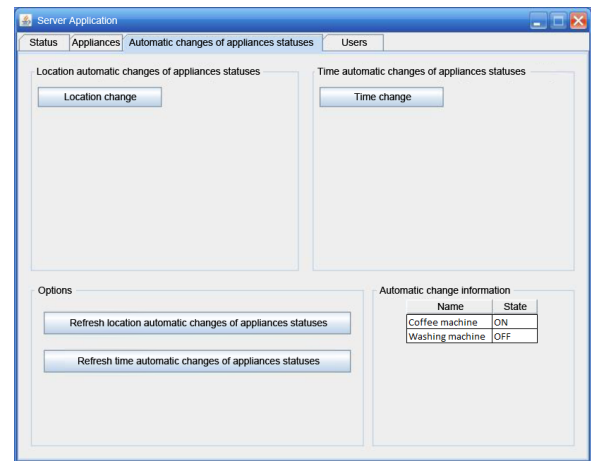 Server Application
Status Appliances Automatic changes of appliances statuses Users
Location automatic changes of appliances statuses
Location change
Time automatic changes of appliances statuses
Time change
Options
Refresh location automatic changes of appliances statuses
Refresh time automatic changes of appliances statuses
Automatic change information
Name State
Coffee machine ON
Washing machine OFF